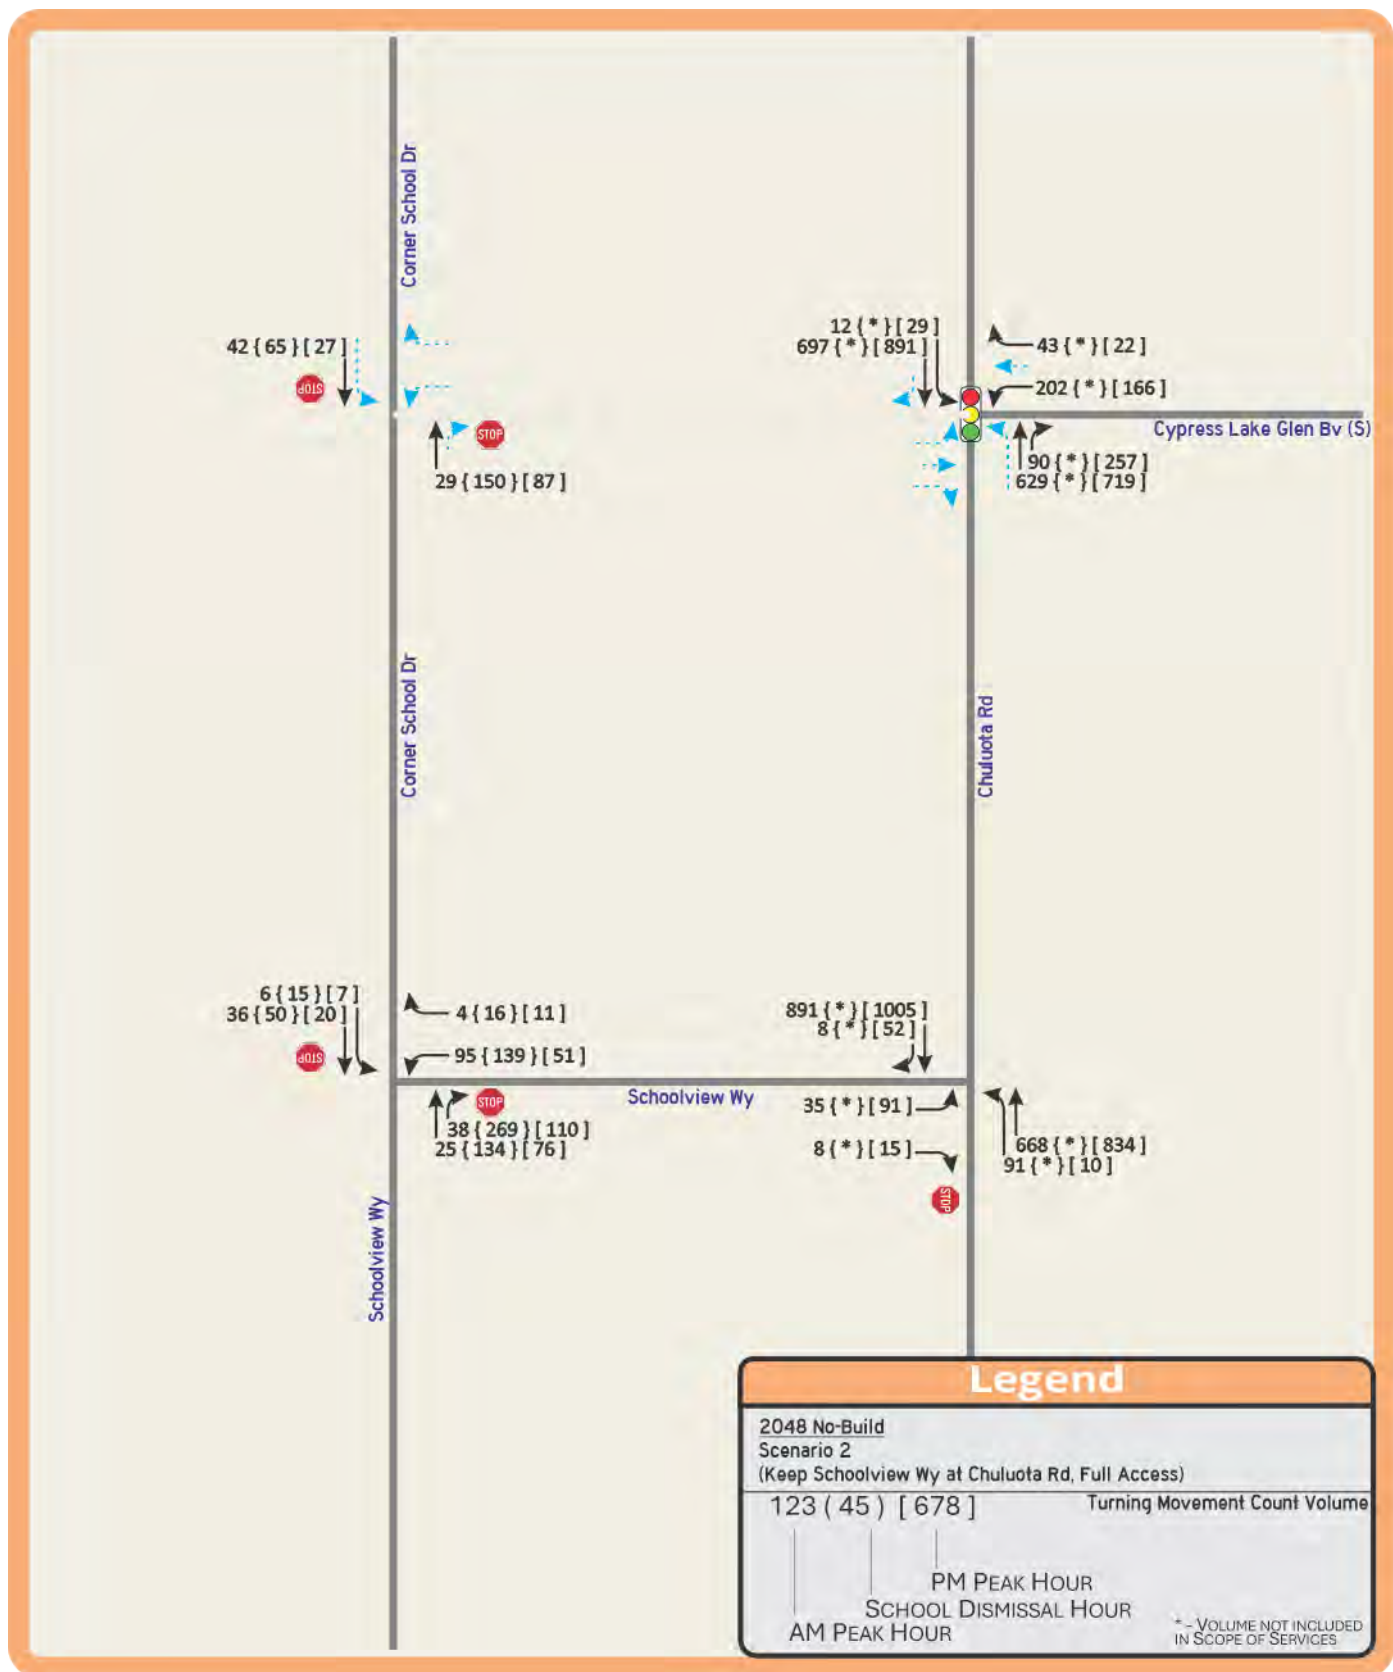 Corner School Dr
12 { * } [ 29 ]
697 { * } [ 891 ]
42 { 65 } [ 27 ]
43 { * } [ 22 ]
STOP
202 { * } [ 166 ]
STOP
Cypress Lake Glen Bv (S)
90 { * } [ 257 ]
29 { 150 } [ 87 ]
629 { * } [ 719 ]
Corner School Dr
Chuluota Rd
6 { 15 } [ 7 ]
36 { 50 } [ 20 ]
4 { 16 } [ 11 ]
891 { * } [ 1005 ]
8 { * } [ 52 ]
STOP
95 { 139 } [ 51 ]
STOP
Schoolview Wy
35 { * } [ 91 ]
38 { 269 } [ 110 ]
25 { 134 } [ 76 ]
8 { * } [ 15 ]
668 { * } [ 834 ]
91 { * } [ 10 ]
STOP
Schoolview Wy
Legend
2048 No-Build
Scenario 2
(Keep Schoolview Wy at Chuluota Rd, Full Access)
123 ( 45 ) [ 678 ]
Turning Movement Count Volume
PM PEAK HOUR
SCHOOL DISMISSAL HOUR
AM PEAK HOUR
* - VOLUME NOT INCLUDED
IN SCOPE OF SERVICES